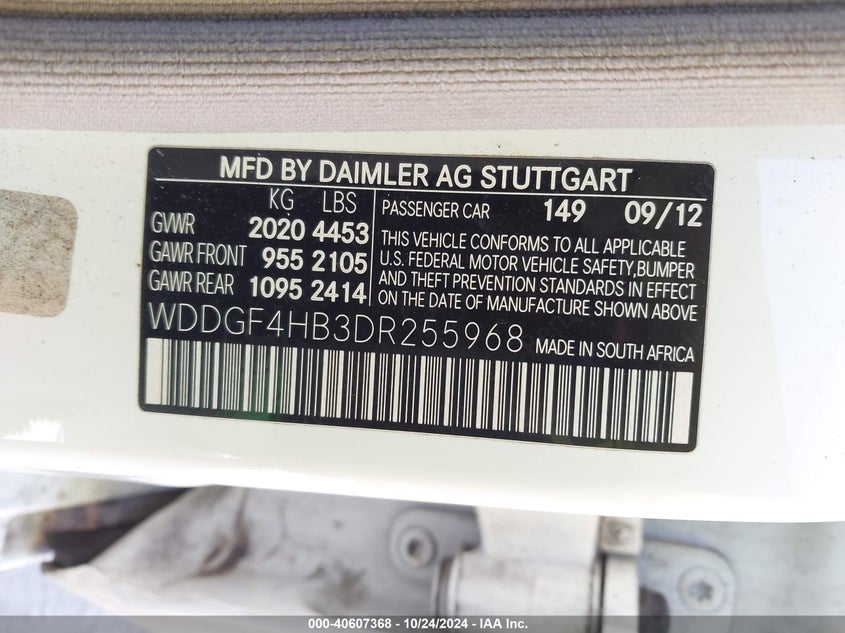 MFD BY DAIMLER AG STUTTGART
KG LBS
GVWR 2020 4453
GAWR FRONT 955 2105
GAWR REAR 1095 2414
PASSENGER CAR 149 09/12
THIS VEHICLE CONFORMS TO ALL APPLICABLE
U.S. FEDERAL MOTOR VEHICLE SAFETY,BUMPER
AND THEFT PREVENTION STANDARDS IN EFFECT
ON THE DATE OF MANUFACTURE SHOWN ABOVE
WDDGF4HB3DR255968 MADE IN SOUTH AFRICA
000-40607368 - 10/24/2024 - IAA Inc.